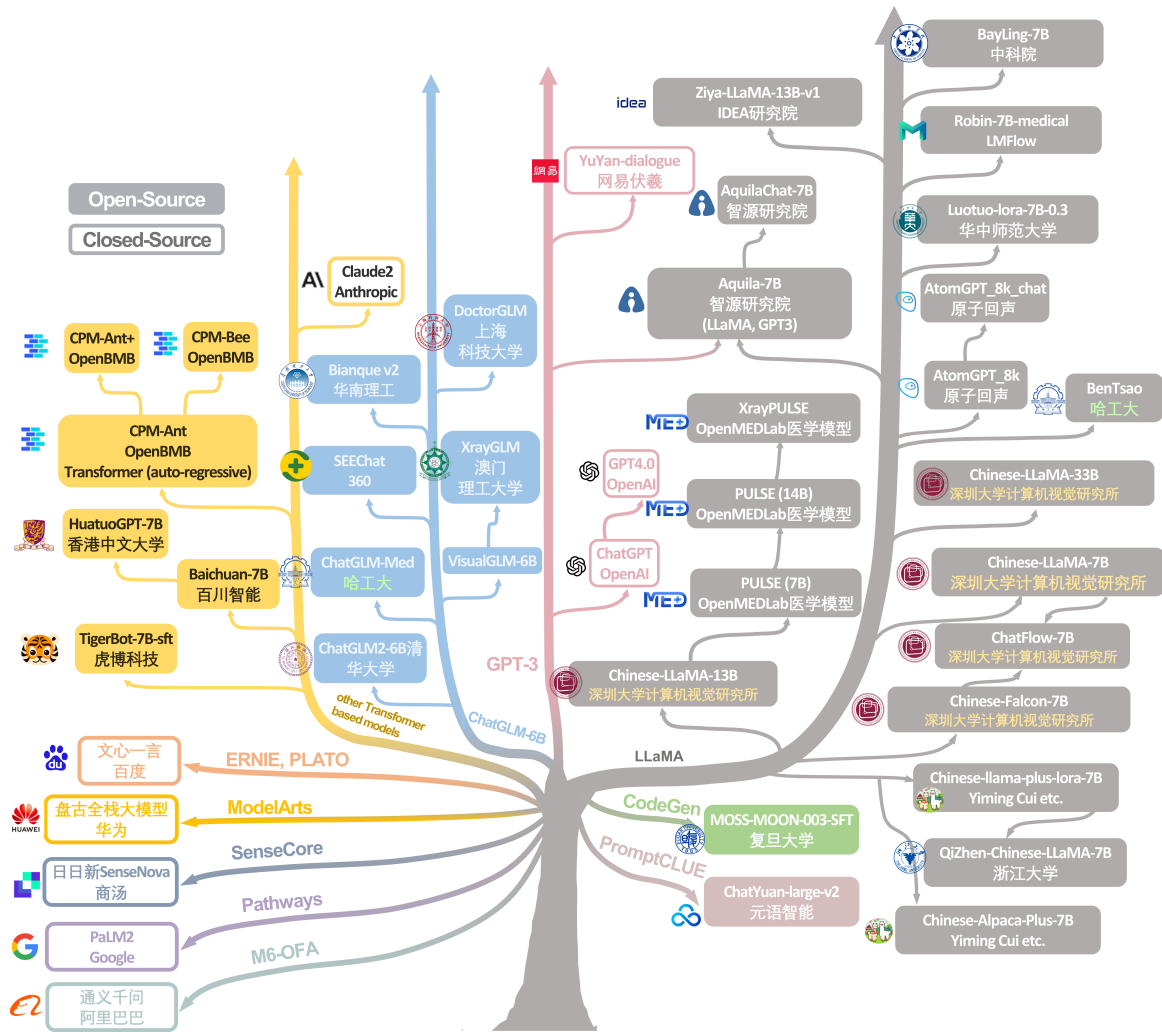 Open-Source
Closed-Source
CPM-Ant+
OpenBMB
CPM-Bee
OpenBMB
CPM-Ant
OpenBMB
Transformer (auto-regressive)
HuatuoGPT-7B
香港中文大学
Baichuan-7B
百川智能
TigerBot-7B-sft
虎博科技
A\
Claude2
Anthropic
other Transformer
based models
DoctorGLM
上海
科技大学
Bianque v2
华南理工
SEEChat
360
XrayGLM
澳门
理工大学
ChatGLM-Med
哈工大
VisualGLM-6B
ChatGLM2-6B清
华大学
ChatGLM-6B
網易
YuYan-dialogue
网易伏羲
GPT4.0
OpenAI
ChatGPT
OpenAI
GPT-3
idea
Ziya-LLaMA-13B-v1
IDEA研究院
AquilaChat-7B
智源研究院
Aquila-7B
智源研究院
(LLaMA, GPT3)
MED
XrayPULSE
OpenMEDLab医学模型
MED
PULSE (14B)
OpenMEDLab医学模型
MED
PULSE (7B)
OpenMEDLab医学模型
Chinese-LLaMA-13B
深圳大学计算机视觉研究所
LLaMA
BayLing-7B
中科院
Robin-7B-medical
LMFlow
Luotuo-lora-7B-0.3
华中师范大学
AtomGPT_8k_chat
原子回声
AtomGPT_8k
原子回声
BenTsao
哈工大
Chinese-LLaMA-33B
深圳大学计算机视觉研究所
Chinese-LLaMA-7B
深圳大学计算机视觉研究所
ChatFlow-7B
深圳大学计算机视觉研究所
Chinese-Falcon-7B
深圳大学计算机视觉研究所
Chinese-llama-plus-lora-7B
Yiming Cui etc.
QiZhen-Chinese-LLaMA-7B
浙江大学
Chinese-Alpaca-Plus-7B
Yiming Cui etc.
du
文心一言
百度
ERNIE, PLATO
HUAWEI
盘古全栈大模型
华为
ModelArts
日日新SenseNova
商汤
SenseCore
PaLM2
Google
Pathways
通义千问
阿里巴巴
M6-OFA
CodeGen
MOSS-MOON-003-SFT
复旦大学
PromptCLUE
ChatYuan-large-v2
元语智能